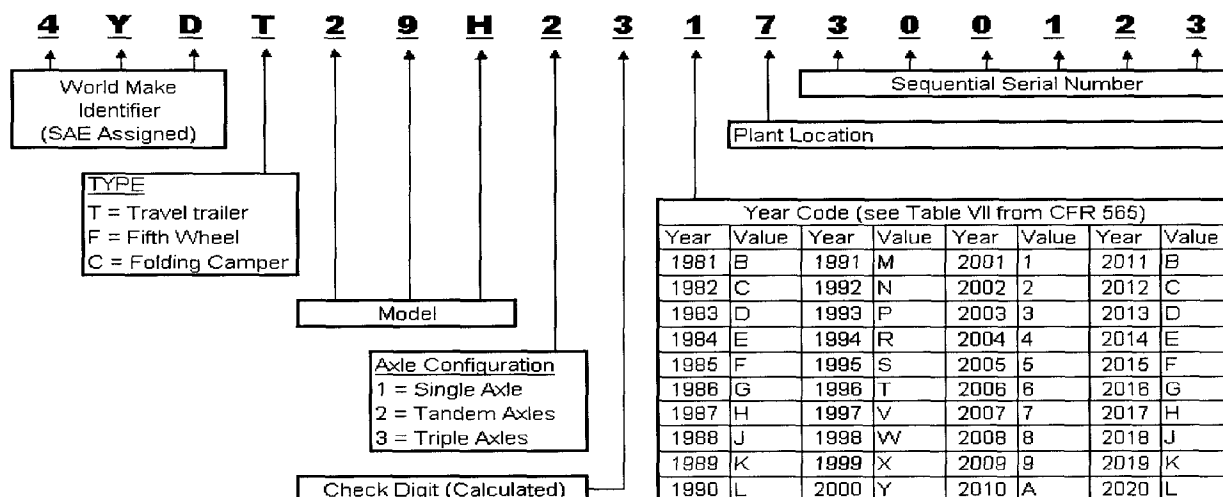 4 Y D T 2 9 H 2 3 1 7 3 0 0 1 2 3
World Make
Identifier
(SAE Assigned)
Sequential Serial Number
Plant Location
TYPE
T = Travel trailer
F = Fifth Wheel
C = Folding Camper
Model
Axle Configuration
1 = Single Axle
2 = Tandem Axles
3 = Triple Axles
Check Digit (Calculated)
Year Code (see Table VII from CFR 565)
Year Value Year Value Year Value Year Value
1981 B 1991 M 2001 1 2011 B
1982 C 1992 N 2002 2 2012 C
1983 D 1993 P 2003 3 2013 D
1984 E 1994 R 2004 4 2014 E
1985 F 1995 S 2005 5 2015 F
1986 G 1996 T 2006 6 2016 G
1987 H 1997 V 2007 7 2017 H
1988 J 1998 W 2008 8 2018 J
1989 K 1999 X 2009 9 2019 K
1990 L 2000 Y 2010 A 2020 L